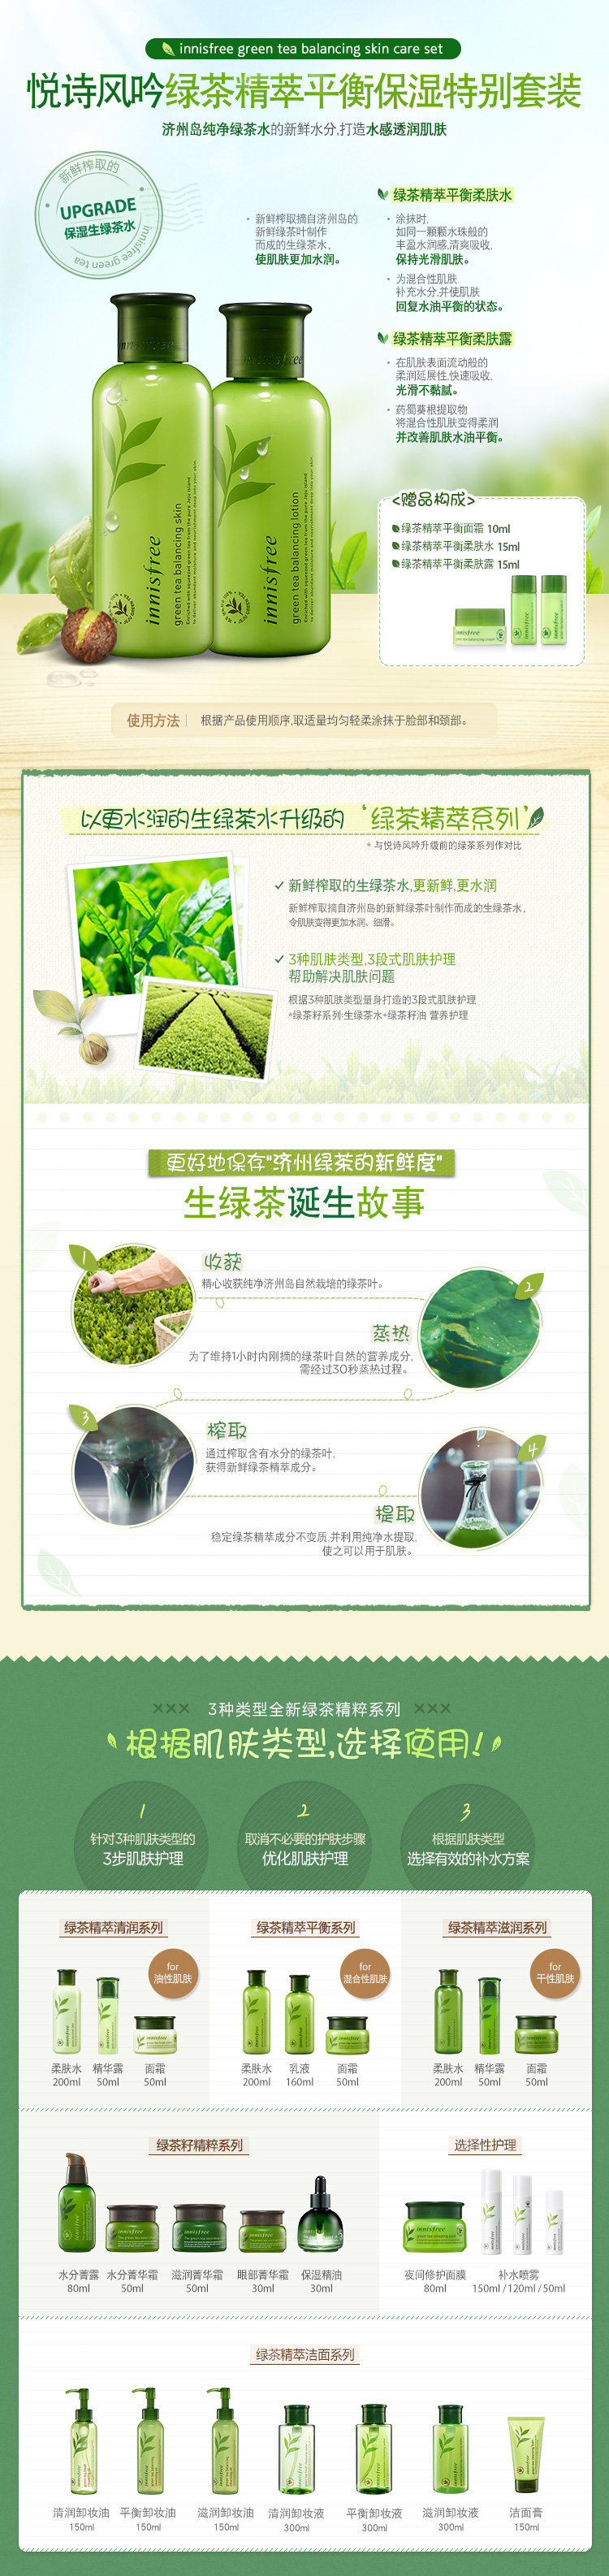 innisfree green tea balancing skin care set
悦诗风吟绿茶精萃平衡保湿特别套装
济州岛纯净绿茶水的新鲜水分,打造水感透润肌肤
新鲜榨取的
UPGRADE
保湿生绿茶水
innisfree green tea
新鲜榨取摘自济州岛的
新鲜绿茶叶制作
而成的生绿茶水,
使肌肤更加水润。
绿茶精萃平衡柔肤水
涂抹时,
如同一颗颗水珠般的
丰盈水润感,清爽吸收,
保持光滑肌肤。
为混合性肌肤
补充水分,并使肌肤
回复水油平衡的状态。
绿茶精萃平衡柔肤露
在肌肤表面流动般的
柔润延展性,快速吸收,
光滑不黏腻。
药蜀葵根提取物
将混合性肌肤变得柔润
并改善肌肤水油平衡。
innisfree
green tea balancing skin
Enriched with squeezed green tea from the pure Jeju island
innisfree
green tea balancing lotion
Enriched with squeezed green tea from the pure Jeju island
<赠品构成>
绿茶精萃平衡面霜 10ml
绿茶精萃平衡柔肤水 15ml
绿茶精萃平衡柔肤露 15ml
innisfree
使用方法 | 根据产品使用顺序,取适量均匀轻柔涂抹于脸部和颈部。
以更水润的生绿茶水升级的 '绿茶精萃系列'
* 与悦诗风吟升级前的绿茶系列作对比
新鲜榨取的生绿茶水,更新鲜,更水润
新鲜榨取摘自济州岛的新鲜绿茶叶制作而成的生绿茶水,
令肌肤变得更加水润、细滑。
3种肌肤类型,3段式肌肤护理
帮助解决肌肤问题
根据3种肌肤类型量身打造的3段式肌肤护理
*绿茶籽系列:生绿茶水+绿茶籽油 营养护理
更好地保存"济州绿茶的新鲜度"
生绿茶诞生故事
1
收获
精心收获纯净济州岛自然栽培的绿茶叶。
2
蒸热
为了维持1小时内刚摘的绿茶叶自然的营养成分,
需经过30秒蒸热过程。
3
榨取
通过榨取含有水分的绿茶叶,
获得新鲜绿茶精萃成分。
4
提取
稳定绿茶精萃成分不变质,并利用纯净水提取,
使之可以用于肌肤。
××× 3种类型全新绿茶精粹系列 ×××
根据肌肤类型,选择使用!
1
针对3种肌肤类型的
3步肌肤护理
2
取消不必要的护肤步骤
优化肌肤护理
3
根据肌肤类型
选择有效的补水方案
绿茶精萃清润系列
for
油性肌肤
柔肤水 精华露 面霜
200ml 50ml 50ml
绿茶精萃平衡系列
for
混合性肌肤
柔肤水 乳液 面霜
200ml 160ml 50ml
绿茶精萃滋润系列
for
干性肌肤
柔肤水 精华露 面霜
200ml 50ml 50ml
绿茶籽精粹系列
水分菁露 水分菁华霜 滋润菁华霜 眼部菁华霜 保湿精油
80ml 50ml 50ml 30ml 30ml
选择性护理
夜间修护面膜 补水喷雾
80ml 150ml / 120ml / 50ml
绿茶精萃洁面系列
清润卸妆油 平衡卸妆油 滋润卸妆油 清润卸妆液 平衡卸妆液 滋润卸妆液 洁面膏
150ml 150ml 150ml 300ml 300ml 300ml 150ml